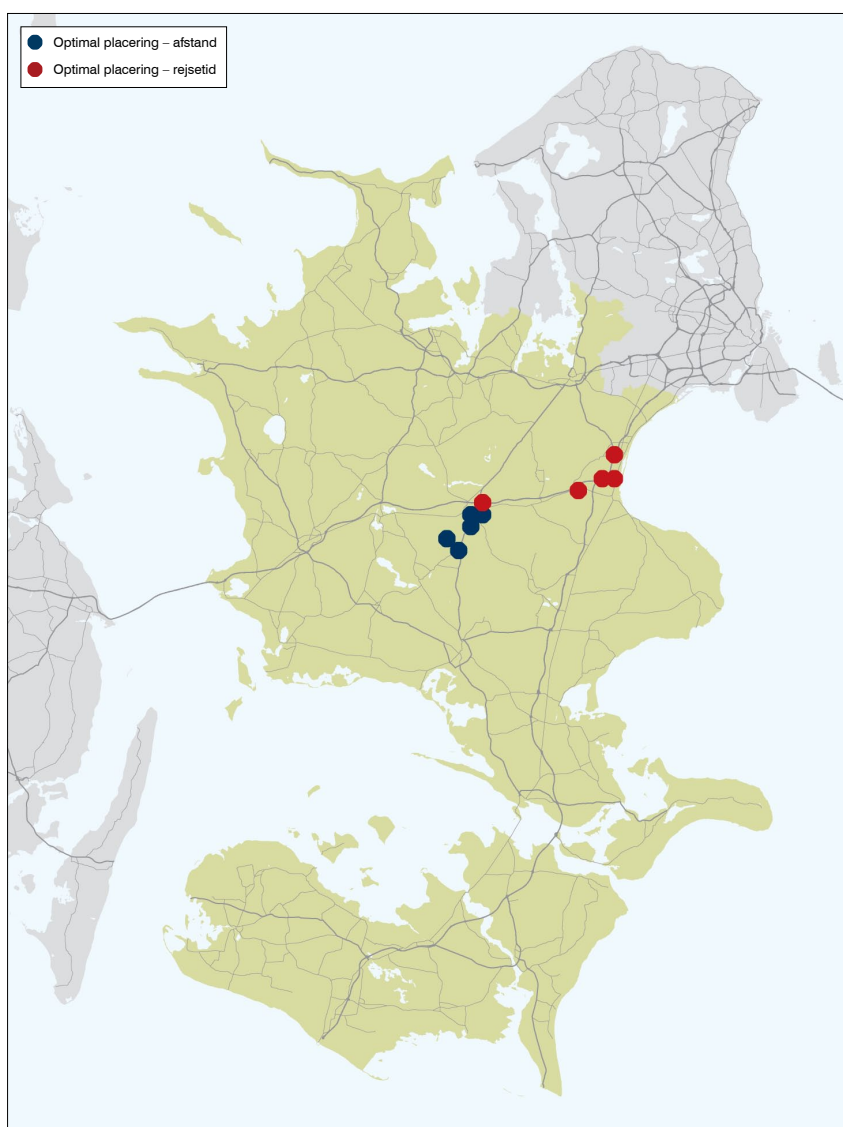 Optimal placering – afstand
Optimal placering – rejsetid